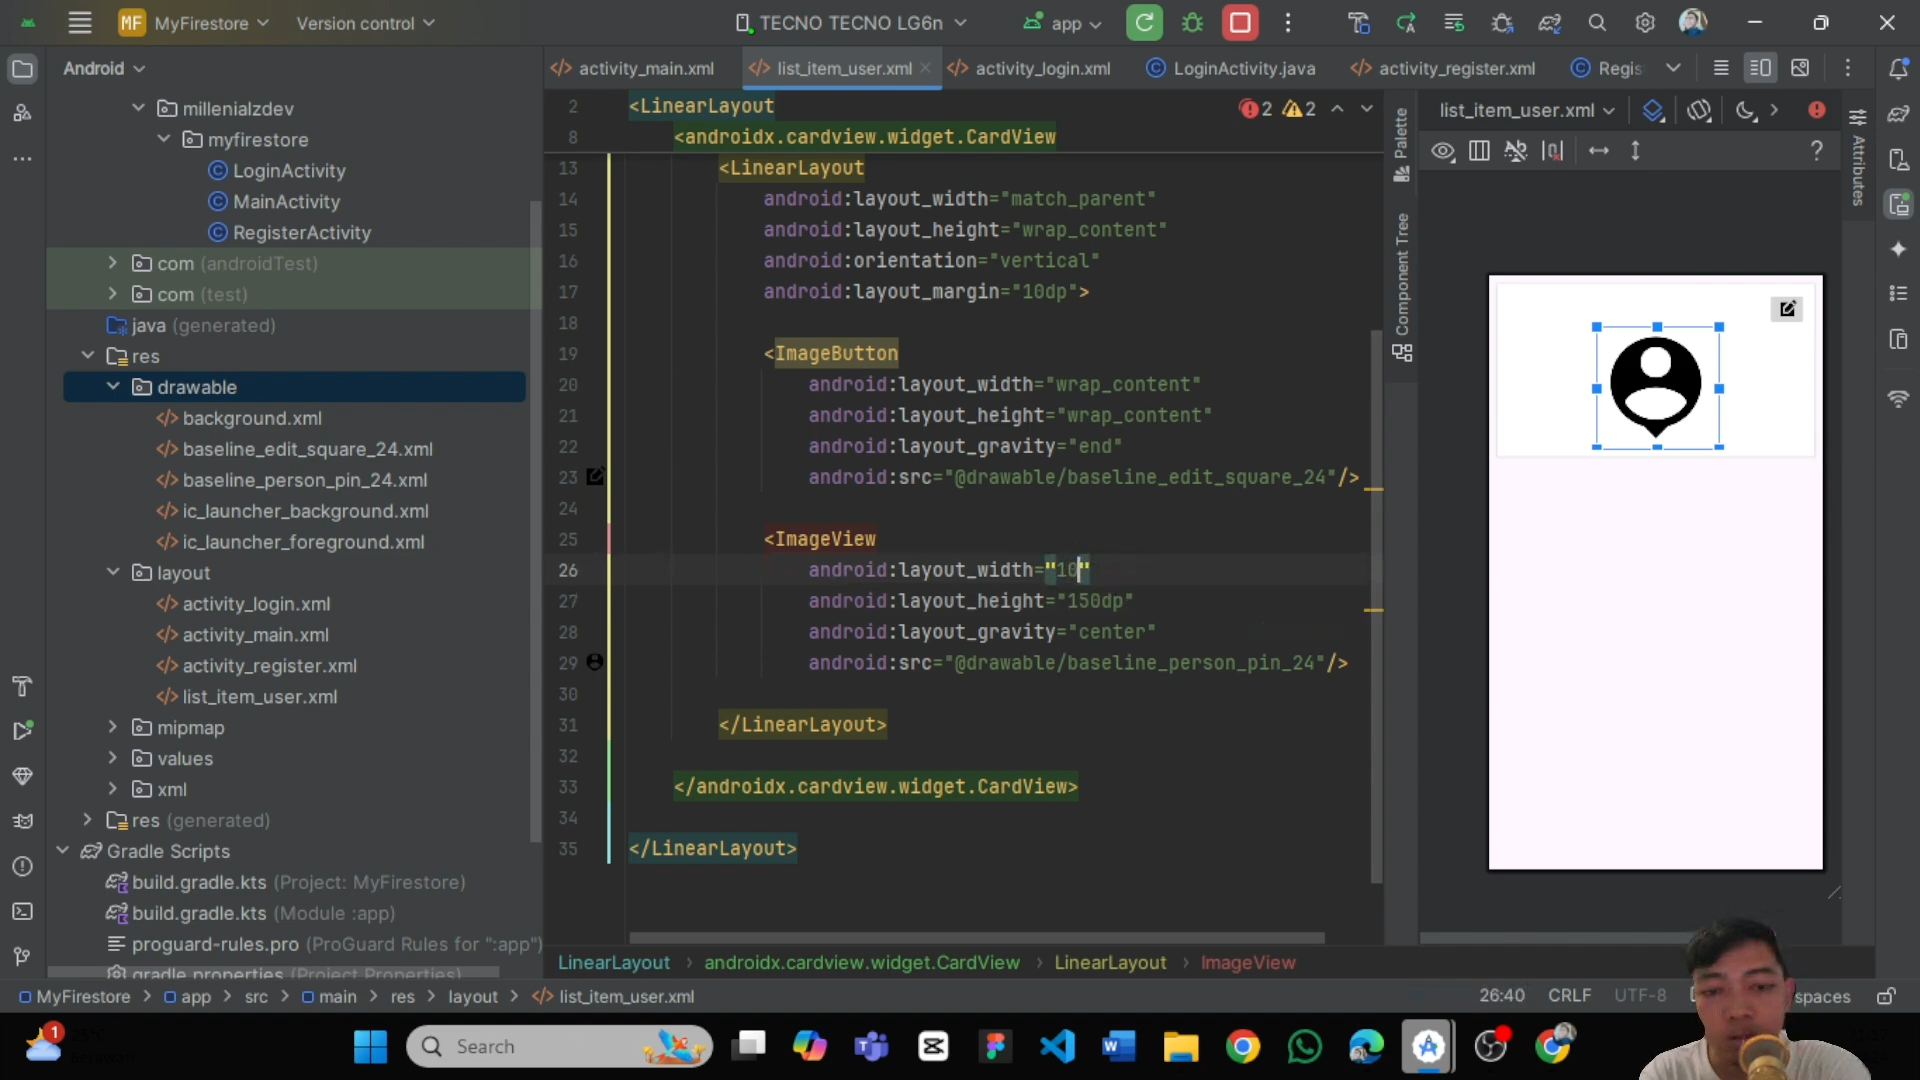 MF MyFirestore Version control TECNO TECNO LG6n app
Android
millenialzdev
myfirestore
LoginActivity
MainActivity
RegisterActivity
com (androidTest)
com (test)
java (generated)
res
drawable
background.xml
baseline_edit_square_24.xml
baseline_person_pin_24.xml
ic_launcher_background.xml
ic_launcher_foreground.xml
layout
activity_login.xml
activity_main.xml
activity_register.xml
list_item_user.xml
mipmap
values
xml
res (generated)
Gradle Scripts
build.gradle.kts (Project: MyFirestore)
build.gradle.kts (Module :app)
proguard-rules.pro (ProGuard Rules for ":app")
gradle.properties (Project Properties)
activity_main.xml list_item_user.xml activity_login.xml LoginActivity.java activity_register.xml Regis
2 <LinearLayout
8 <androidx.cardview.widget.CardView
2 2
13 <LinearLayout
14 android:layout_width="match_parent"
15 android:layout_height="wrap_content"
16 android:orientation="vertical"
17 android:layout_margin="10dp">
18
19 <ImageButton
20 android:layout_width="wrap_content"
21 android:layout_height="wrap_content"
22 android:layout_gravity="end"
23 android:src="@drawable/baseline_edit_square_24"/>
24
25 <ImageView
26 android:layout_width="10"
27 android:layout_height="150dp"
28 android:layout_gravity="center"
29 android:src="@drawable/baseline_person_pin_24"/>
30
31 </LinearLayout>
32
33 </androidx.cardview.widget.CardView>
34
35 </LinearLayout>
LinearLayout androidx.cardview.widget.CardView LinearLayout ImageView
Palette
Component Tree
list_item_user.xml
Attributes
MyFirestore app src main res layout list_item_user.xml 26:40 CRLF UTF-8 spaces
1
Search